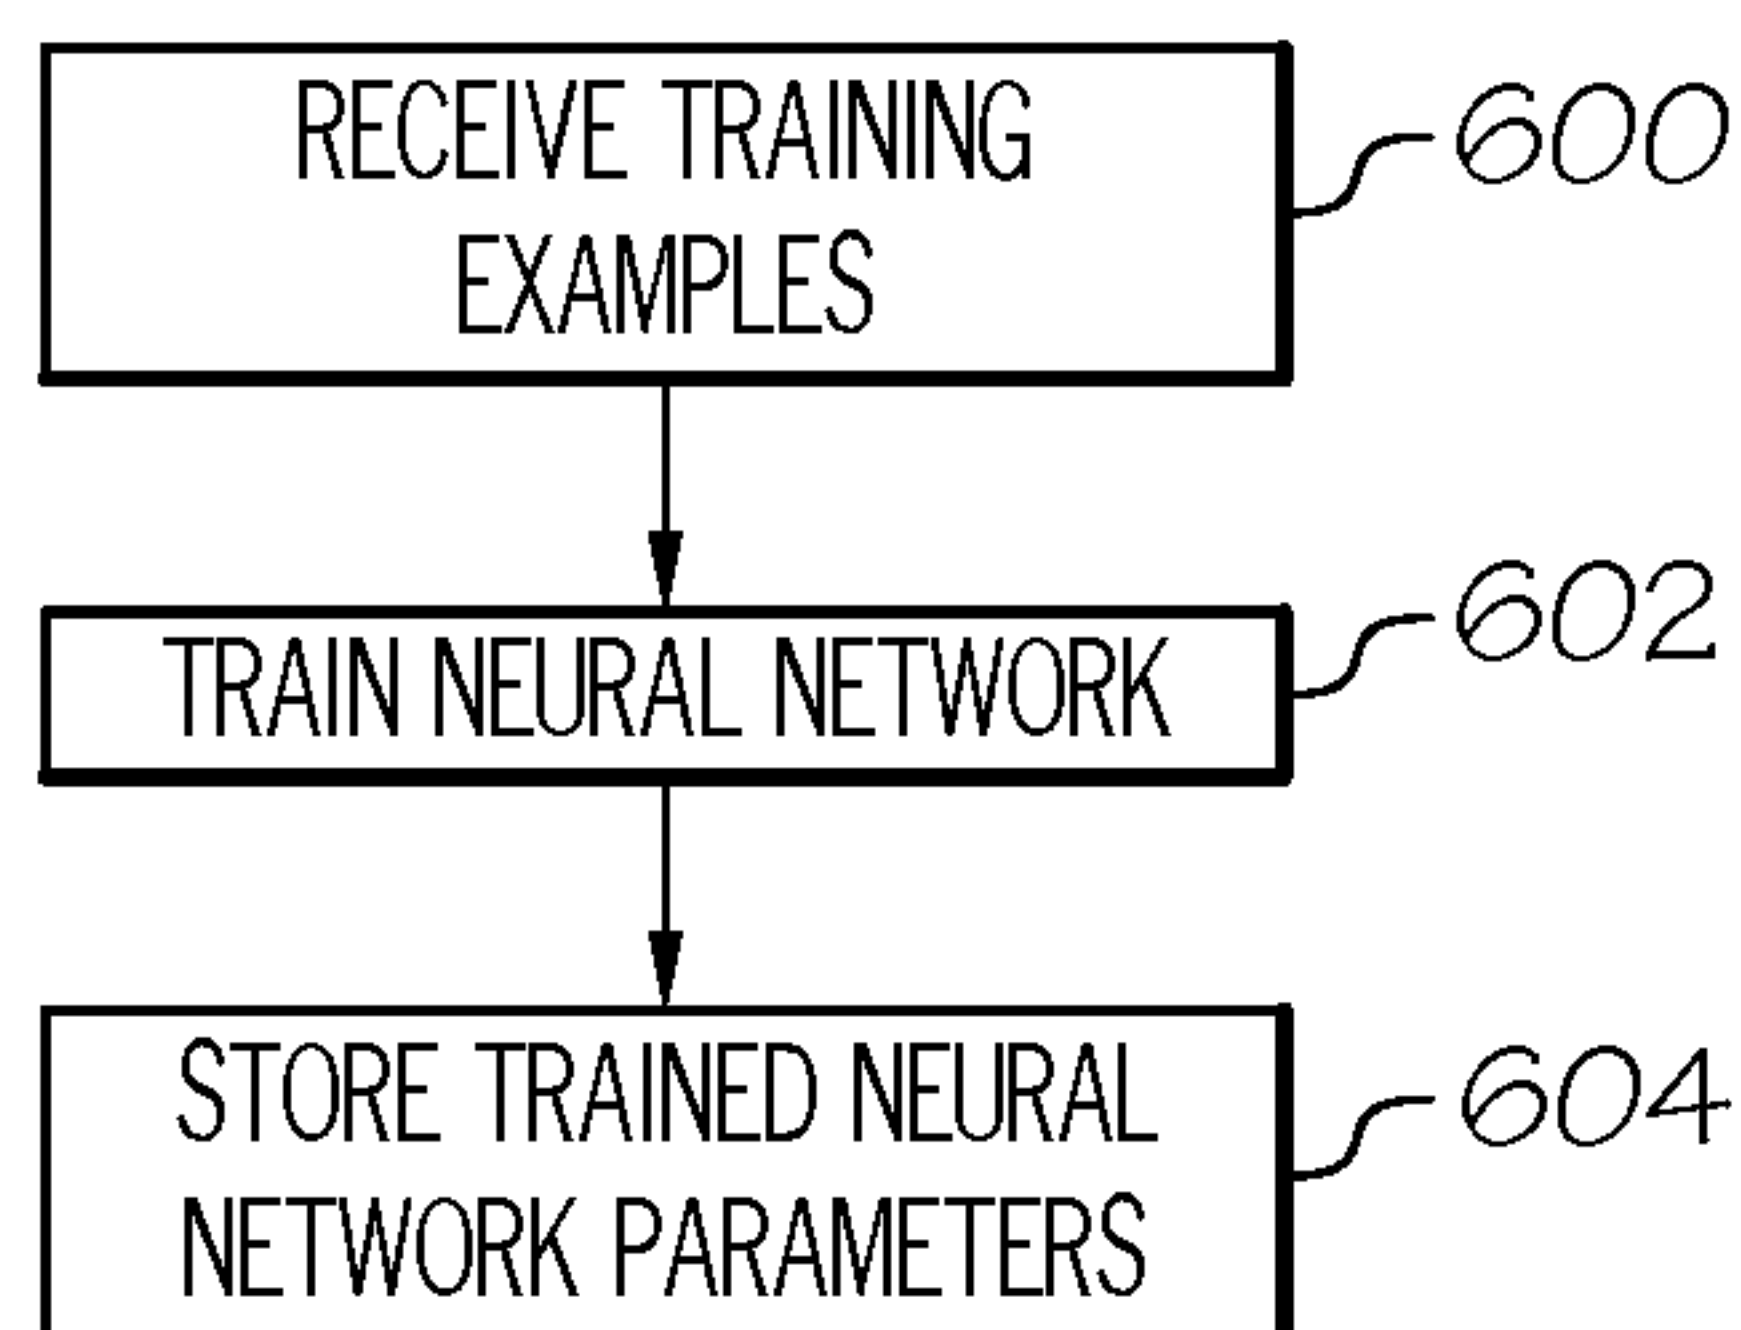 RECEIVE TRAINING
EXAMPLES
600
TRAIN NEURAL NETWORK
602
STORE TRAINED NEURAL
NETWORK PARAMETERS
604